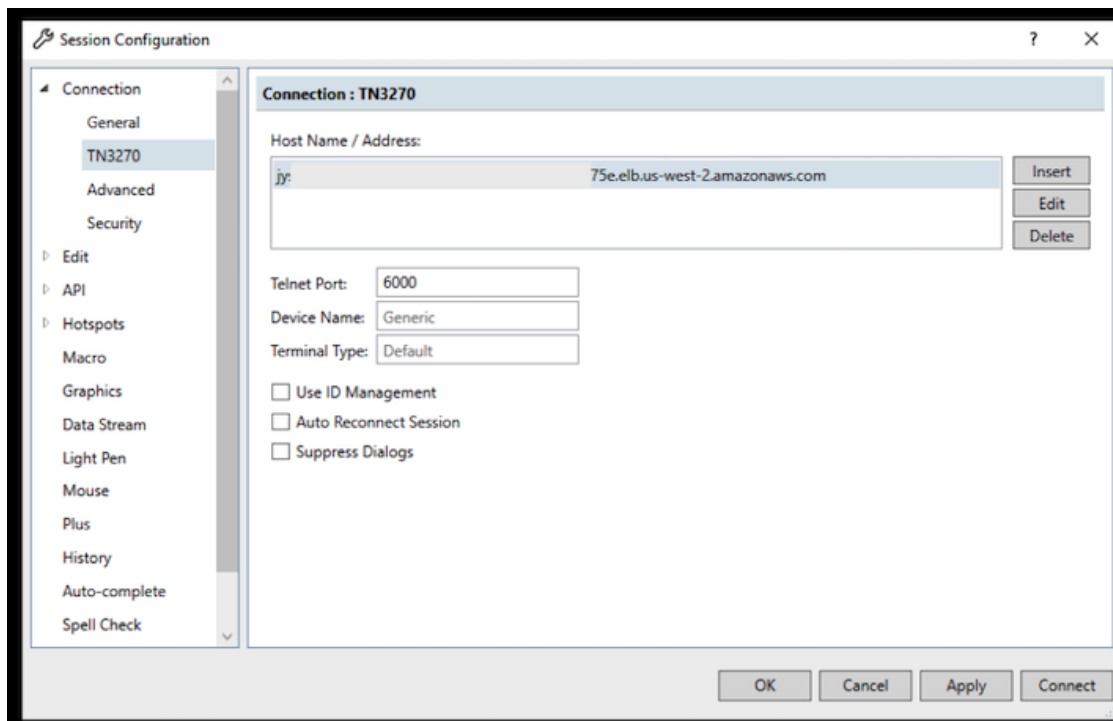 Session Configuration
?
Connection
General
TN3270
Advanced
Security
Edit
API
Hotspots
Macro
Graphics
Data Stream
Light Pen
Mouse
Plus
History
Auto-complete
Spell Check
Connection : TN3270
Host Name / Address:
jy 75e.elb.us-west-2.amazonaws.com
Insert
Edit
Delete
Telnet Port: 6000
Device Name: Generic
Terminal Type: Default
Use ID Management
Auto Reconnect Session
Suppress Dialogs
OK Cancel Apply Connect